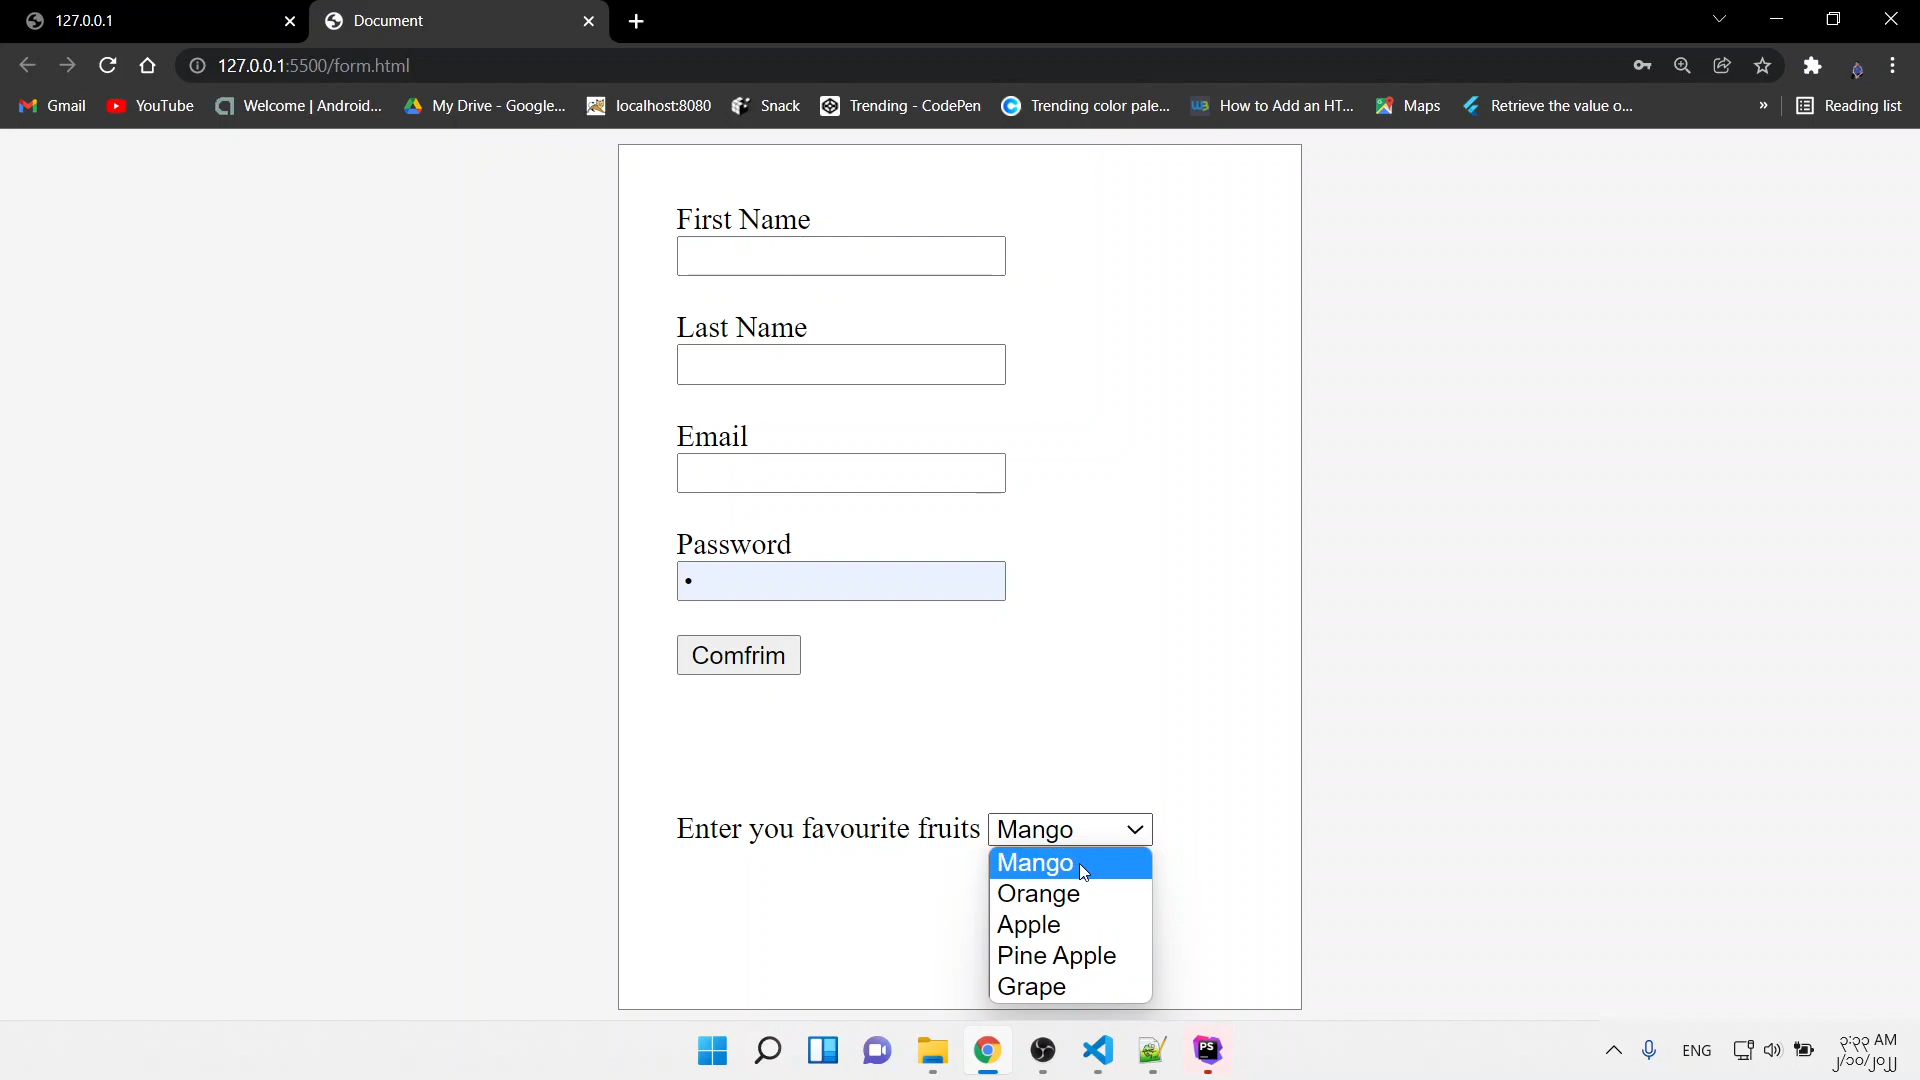 127.0.0.1
Document
127.0.0.1:5500/form.html
Gmail
YouTube
Welcome | Android...
My Drive - Google...
localhost:8080
Snack
Trending - CodePen
Trending color pale...
How to Add an HT...
Maps
Retrieve the value o...
»
Reading list
First Name
Last Name
Email
Password
Comfrim
Enter you favourite fruits Mango
Mango
Orange
Apple
Pine Apple
Grape
ENG
AM